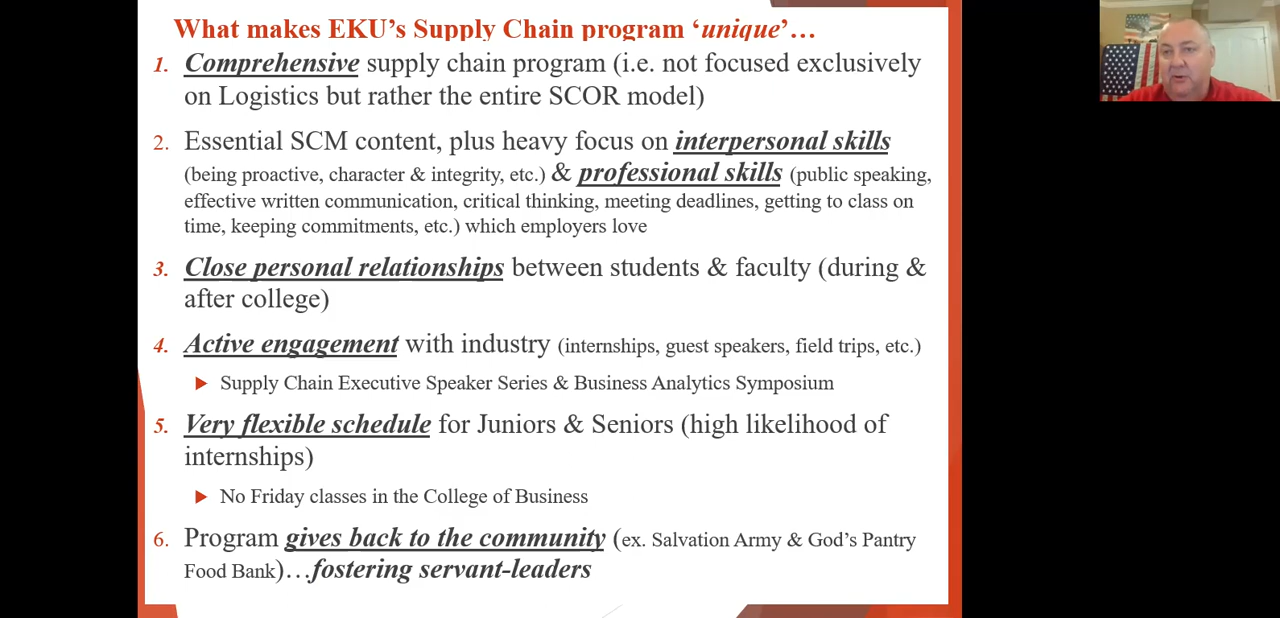 What makes EKU’s Supply Chain program ‘unique’…
1. Comprehensive supply chain program (i.e. not focused exclusively
on Logistics but rather the entire SCOR model)
2. Essential SCM content, plus heavy focus on interpersonal skills
(being proactive, character & integrity, etc.) & professional skills (public speaking,
effective written communication, critical thinking, meeting deadlines, getting to class on
time, keeping commitments, etc.) which employers love
3. Close personal relationships between students & faculty (during &
after college)
4. Active engagement with industry (internships, guest speakers, field trips, etc.)
Supply Chain Executive Speaker Series & Business Analytics Symposium
5. Very flexible schedule for Juniors & Seniors (high likelihood of
internships)
No Friday classes in the College of Business
6. Program gives back to the community (ex. Salvation Army & God’s Pantry
Food Bank)…fostering servant-leaders